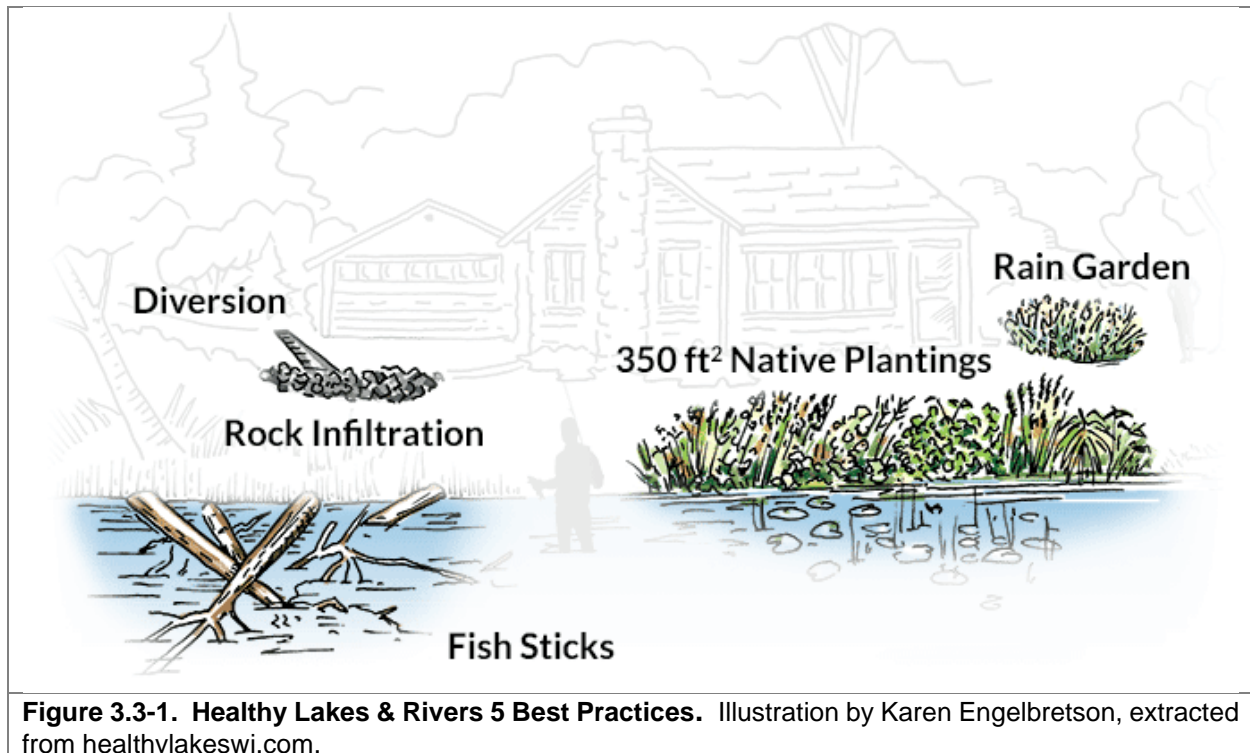 Rain Garden
Diversion
350 ft² Native Plantings
Rock Infiltration
Fish Sticks
Figure 3.3-1. Healthy Lakes & Rivers 5 Best Practices. Illustration by Karen Engelbretson, extracted
from healthylakeswi.com.